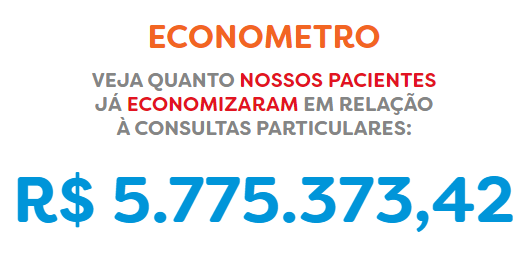 ECONOMETRO
VEJA QUANTO NOSSOS PACIENTES
JÁ ECONOMIZARAM EM RELAÇÃO
À CONSULTAS PARTICULARES:
R$ 5.775.373,42